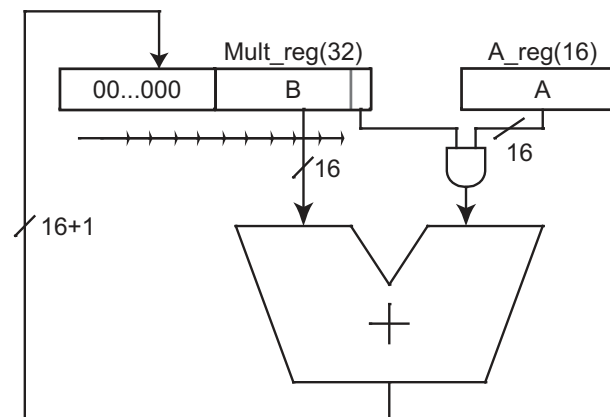 Mult_reg(32)
A_reg(16)
00...000
B
A
16
16
16+1
+